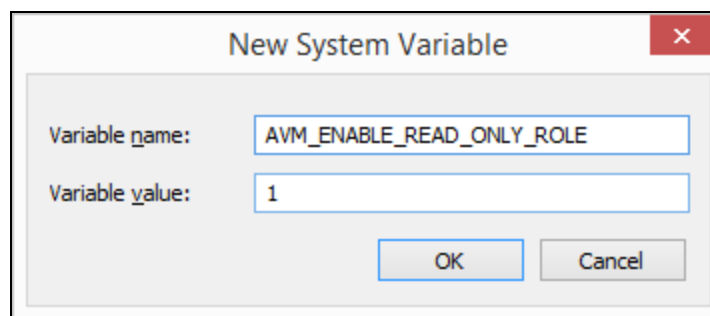 New System Variable
Variable name: AVM_ENABLE_READ_ONLY_ROLE
Variable value: 1
OK Cancel